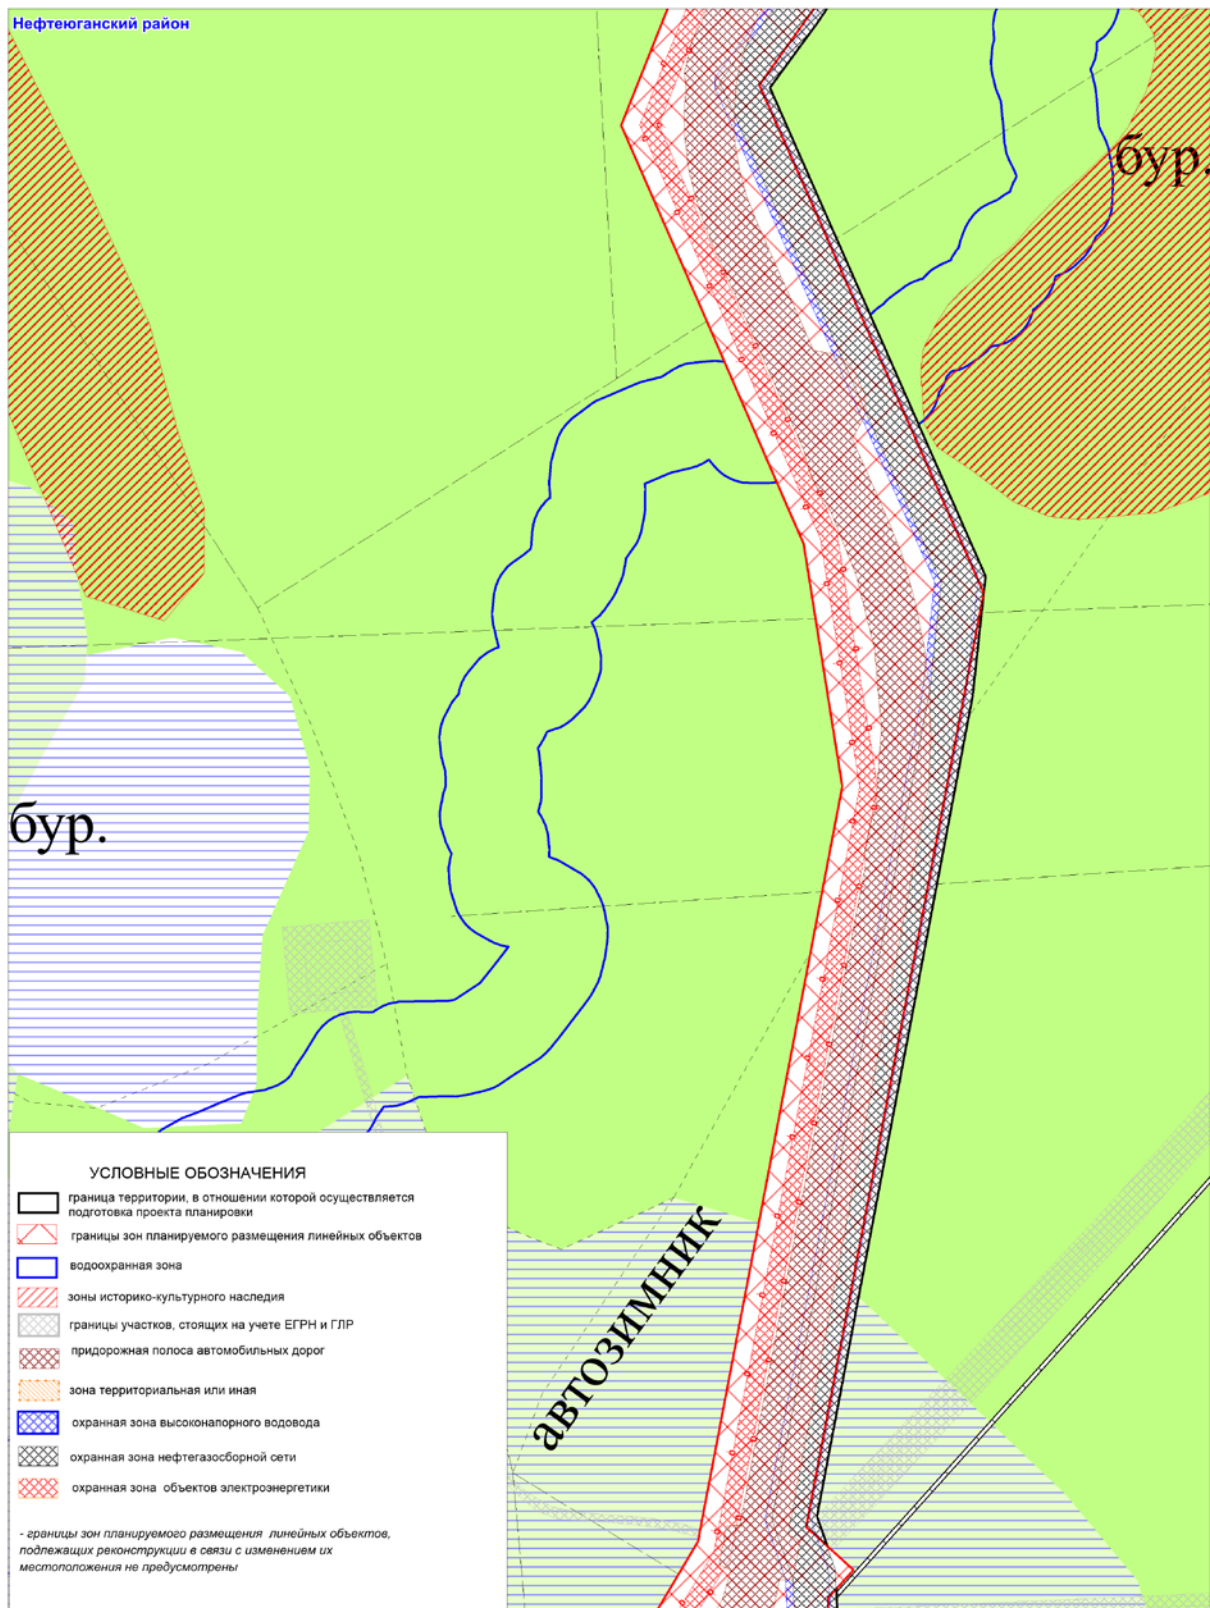 Нефтеюганский район
бур.
бур.
автозимник
УСЛОВНЫЕ ОБОЗНАЧЕНИЯ
граница территории, в отношении которой осуществляется
подготовка проекта планировки
границы зон планируемого размещения линейных объектов
водоохранная зона
зоны историко-культурного наследия
границы участков, стоящих на учете ЕГРН и ГЛР
придорожная полоса автомобильных дорог
зона территориальная или иная
охранная зона высоконапорного водовода
охранная зона нефтегазосборной сети
охранная зона объектов электроэнергетики
- границы зон планируемого размещения линейных объектов,
подлежащих реконструкции в связи с изменением их
местоположения не предусмотрены